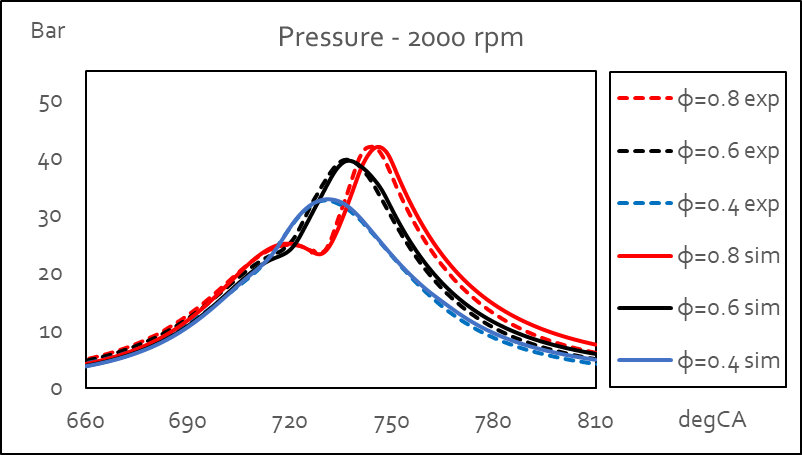 Bar
Pressure - 2000 rpm
50
40
30
20
10
0
660 690 720 750 780 810 degCA
ϕ=0.8 exp
ϕ=0.6 exp
ϕ=0.4 exp
ϕ=0.8 sim
ϕ=0.6 sim
ϕ=0.4 sim